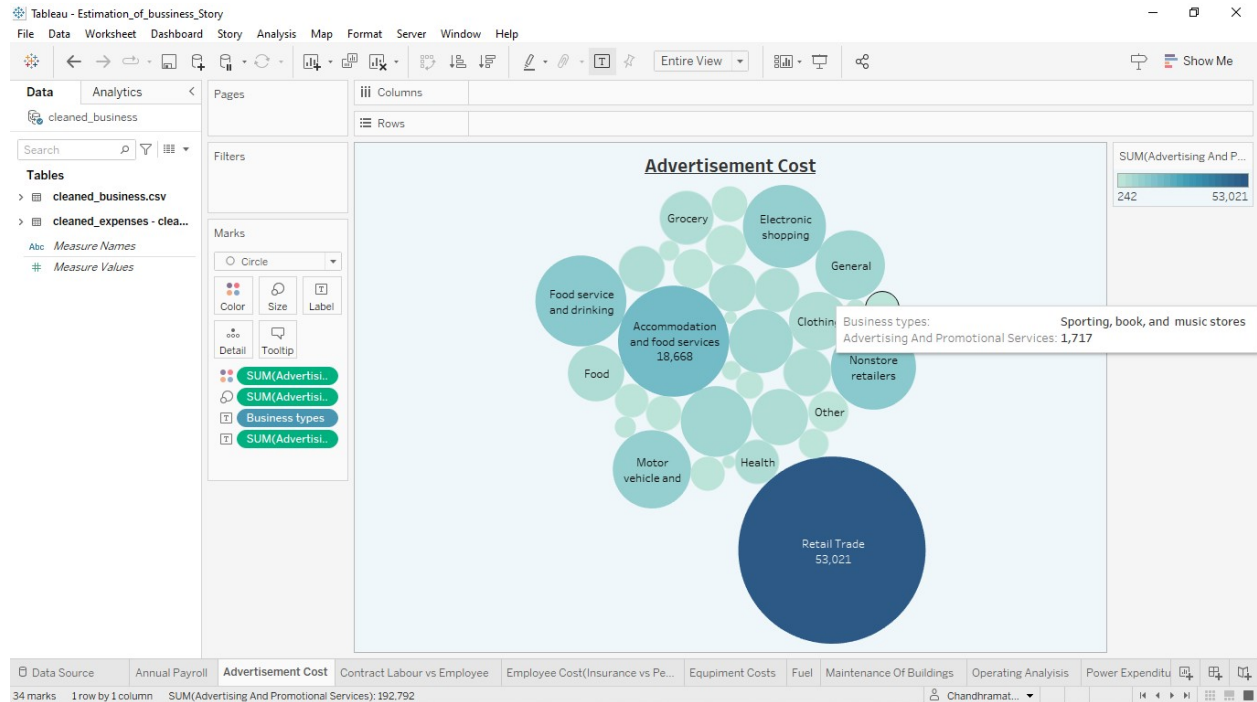 Tableau - Estimation_of_bussiness_Story
File Data Worksheet Dashboard Story Analysis Map Format Server Window Help
Entire View
Show Me
Data Analytics
cleaned_business
Search
Tables
cleaned_business.csv
cleaned_expenses - clea...
Abc Measure Names
# Measure Values
Pages
Filters
Marks
Circle
Color Size Label
Detail Tooltip
SUM(Advertisi..
SUM(Advertisi..
Business types
SUM(Advertisi..
iii Columns
Rows
Advertisement Cost
Grocery
Electronic
shopping
General
Food service
and drinking
Accommodation
and food services
18,668
Clothing
Business types: Sporting, book, and music stores
Advertising And Promotional Services: 1,717
Nonstore
retailers
Food
Other
Motor
vehicle and
Health
Retail Trade
53,021
SUM(Advertising And P...
242 53,021
Data Source Annual Payroll Advertisement Cost Contract Labour vs Employee Employee Cost(Insurance vs Pe... Equpiment Costs Fuel Maintenance Of Buildings Operating Analyisis Power Expenditu
34 marks 1 row by 1 column SUM(Advertising And Promotional Services): 192,792 Chandhramat...